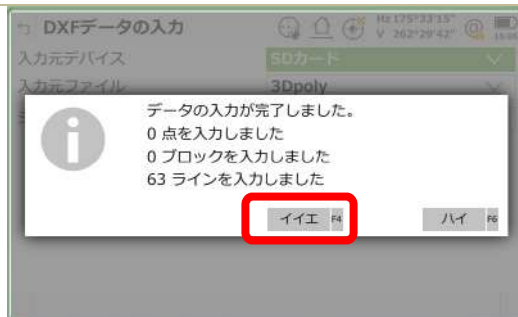 DXFデータの入力
Hz 175°33'15"
V 262°29'42"
入力元デバイス
SDカード
入力元ファイル
3Dpoly
データの入力が完了しました。
0 点を入力しました
0 ブロックを入力しました
63 ラインを入力しました
イイエ F4
ハイ F6